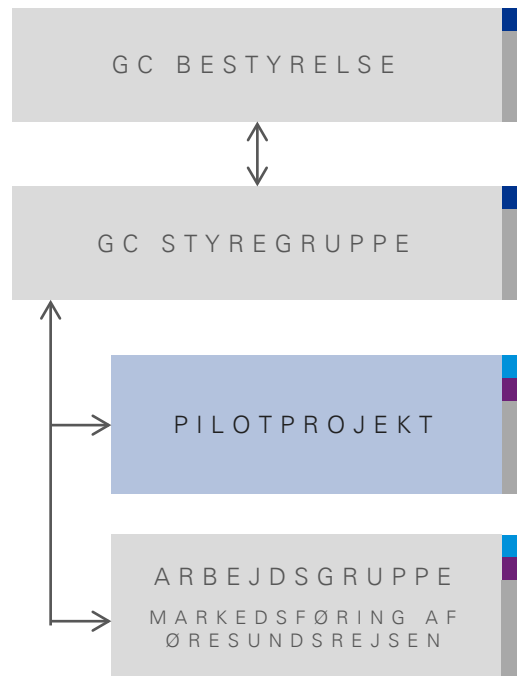 GC BESTYRELSE
GC STYREGRUPPE
PILOTPROJEKT
ARBEJDSGRUPPE
MARKEDSFØRING AF
ØRESUNDSREJSEN